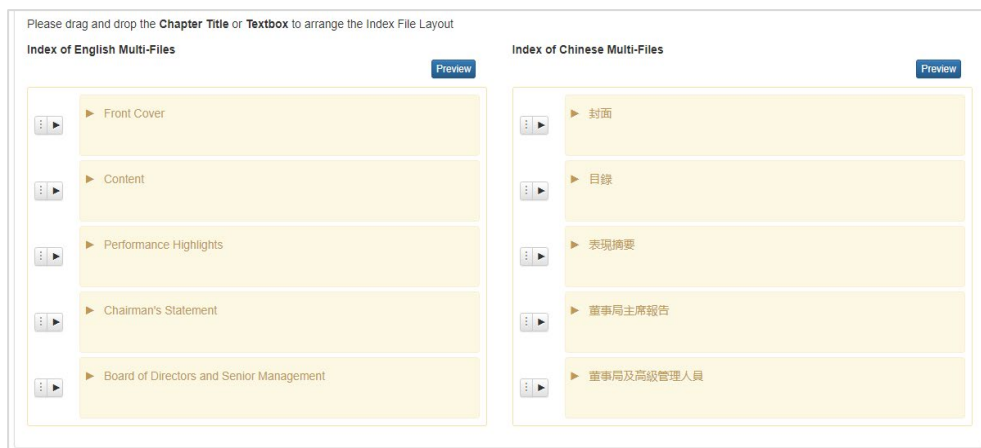 Please drag and drop the Chapter Title or Textbox to arrange the Index File Layout
Index of English Multi-Files
Preview
Front Cover
Content
Performance Highlights
Chairman's Statement
Board of Directors and Senior Management
Index of Chinese Multi-Files
Preview
封面
目錄
表現摘要
董事局主席報告
董事局及高級管理人員